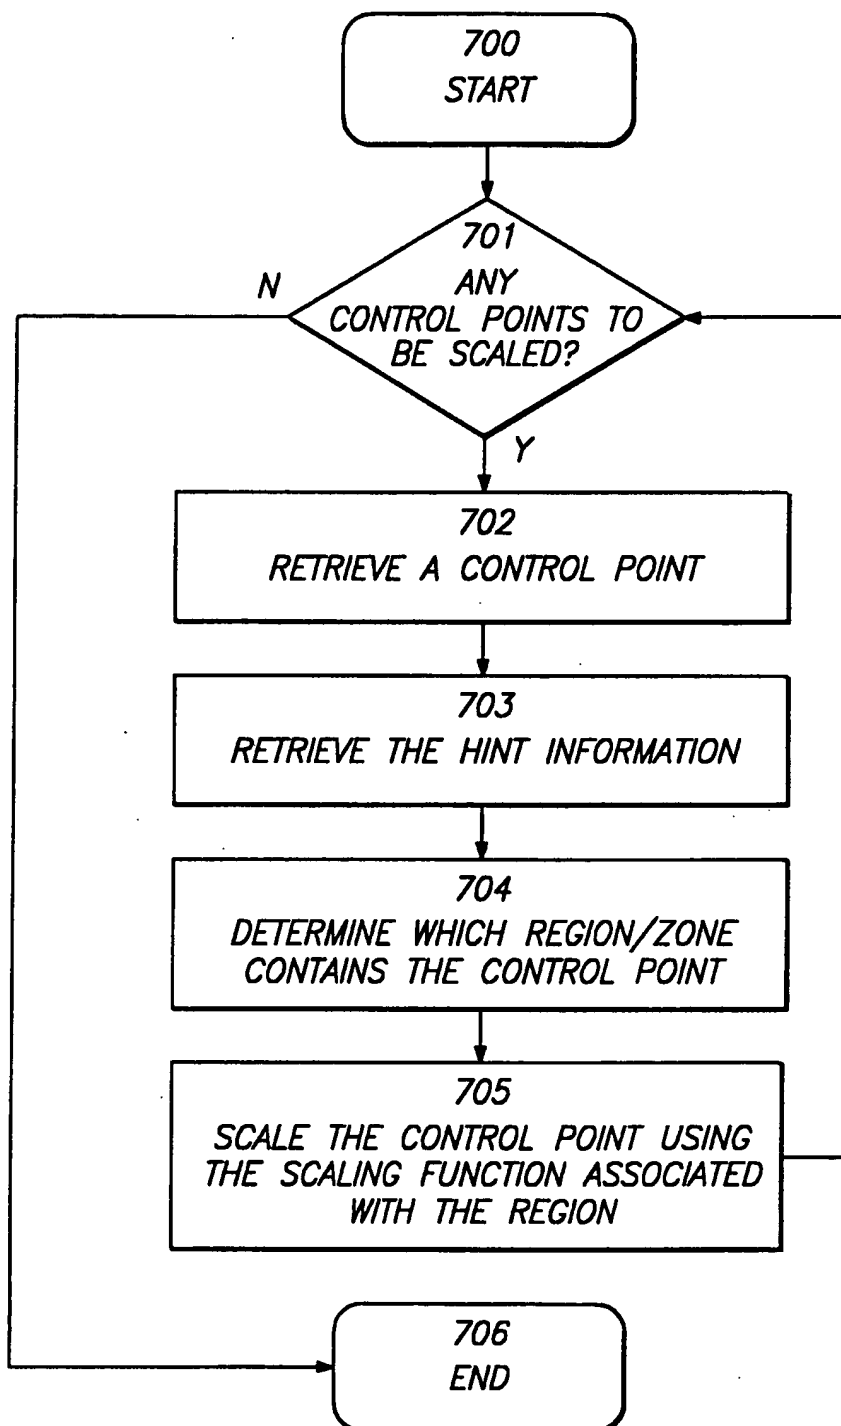 700
START
701
ANY
CONTROL POINTS TO
BE SCALED?
N
Y
702
RETRIEVE A CONTROL POINT
703
RETRIEVE THE HINT INFORMATION
704
DETERMINE WHICH REGION/ZONE
CONTAINS THE CONTROL POINT
705
SCALE THE CONTROL POINT USING
THE SCALING FUNCTION ASSOCIATED
WITH THE REGION
706
END